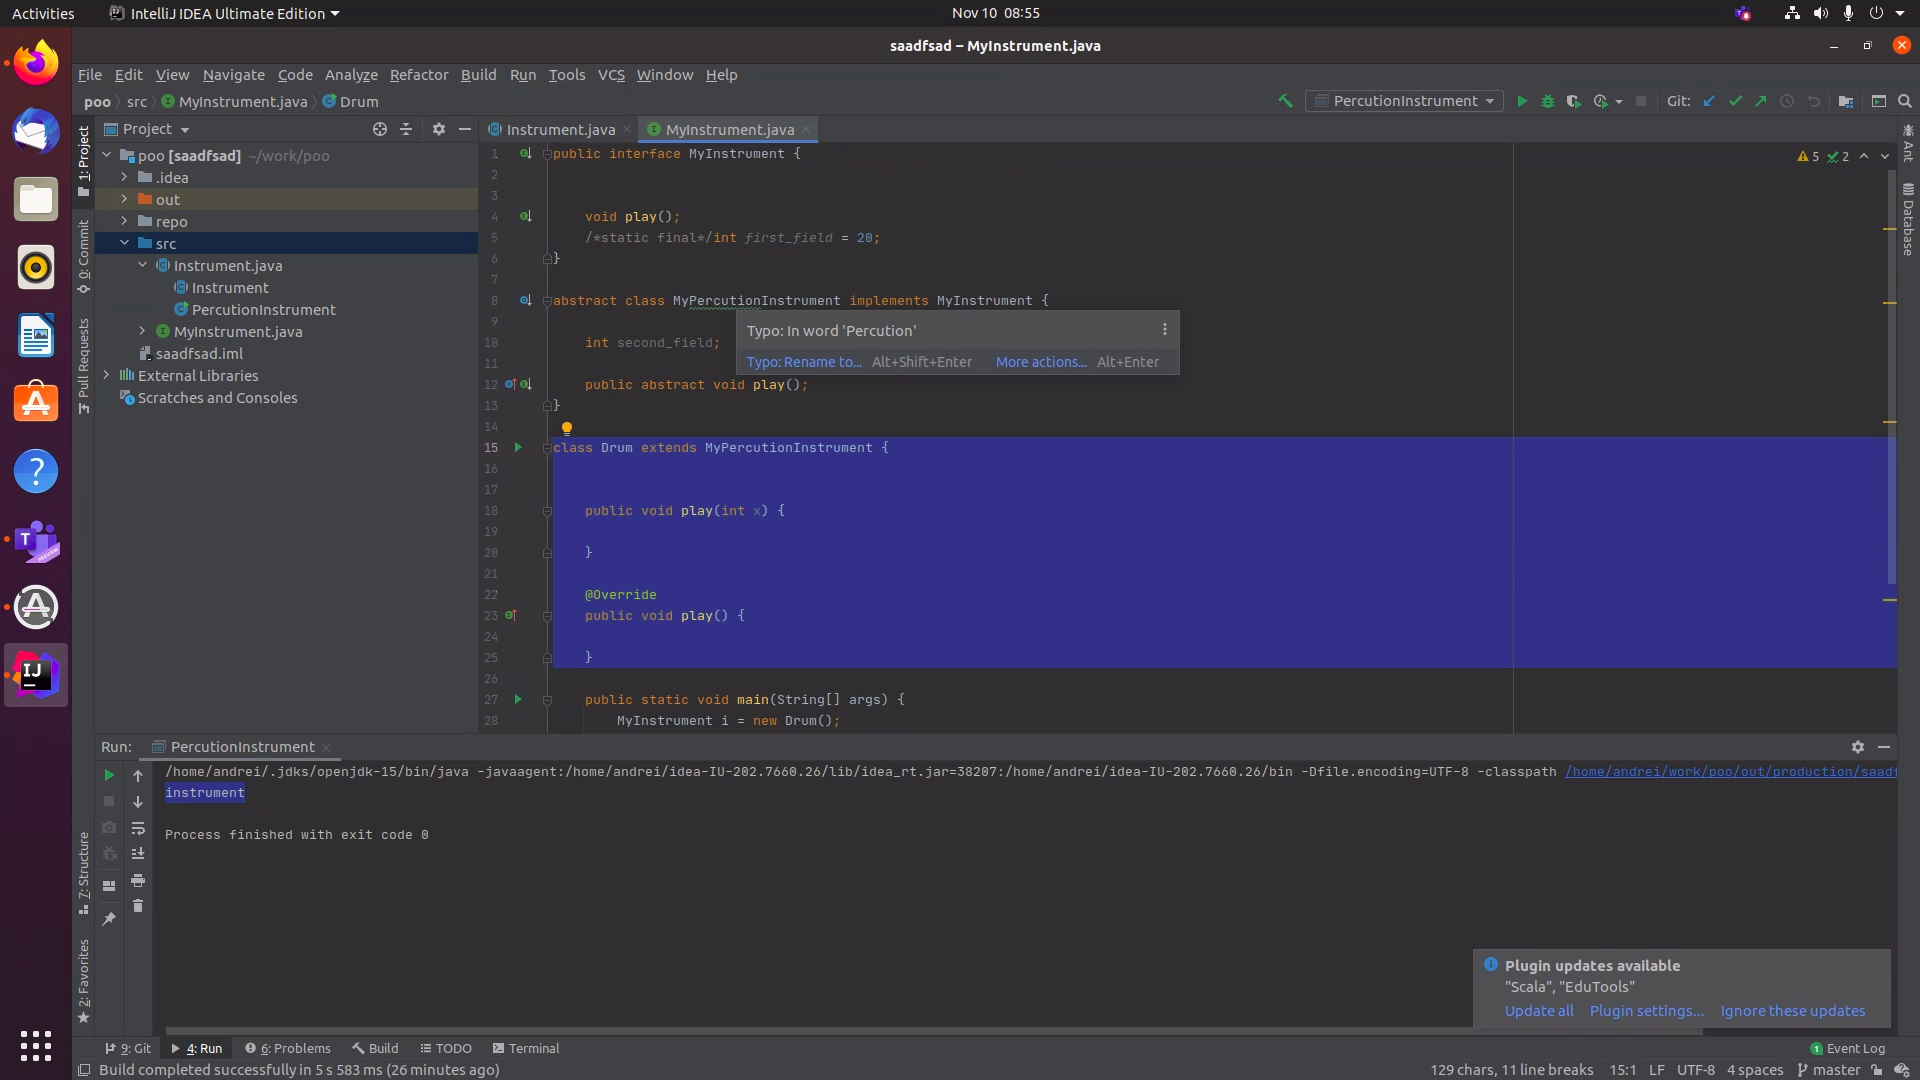 Activities
IntelliJ IDEA Ultimate Edition
Nov 10 08:55
saadfsad – MyInstrument.java
File Edit View Navigate Code Analyze Refactor Build Run Tools VCS Window Help
poo src MyInstrument.java Drum
PercutionInstrument
Git:
1: Project
0: Commit
Pull Requests
7: Structure
2: Favorites
Project
poo [saadfsad] ~/work/poo
.idea
out
repo
src
Instrument.java
Instrument
PercutionInstrument
MyInstrument.java
saadfsad.iml
External Libraries
Scratches and Consoles
Instrument.java
MyInstrument.java
5 2
Ant
Database
1 public interface MyInstrument {
2
3
4 void play();
5 /*static final*/int first_field = 20;
6 }
7
8 abstract class MyPercutionInstrument implements MyInstrument {
9
10 int second_field;
11
12 public abstract void play();
13 }
14
15 class Drum extends MyPercutionInstrument {
16
17
18 public void play(int x) {
19
20 }
21
22 @Override
23 public void play() {
24
25 }
26
27 public static void main(String[] args) {
28 MyInstrument i = new Drum();
Typo: In word 'Percution'
Typo: Rename to... Alt+Shift+Enter More actions... Alt+Enter
Run: PercutionInstrument
/home/andrei/.jdks/openjdk-15/bin/java -javaagent:/home/andrei/idea-IU-202.7660.26/lib/idea_rt.jar=38207:/home/andrei/idea-IU-202.7660.26/bin -Dfile.encoding=UTF-8 -classpath /home/andrei/work/poo/out/production/saadf
instrument
Process finished with exit code 0
Plugin updates available
"Scala", "EduTools"
Update all Plugin settings... Ignore these updates
9: Git 4: Run 6: Problems Build TODO Terminal
1 Event Log
Build completed successfully in 5 s 583 ms (26 minutes ago)
129 chars, 11 line breaks 15:1 LF UTF-8 4 spaces master